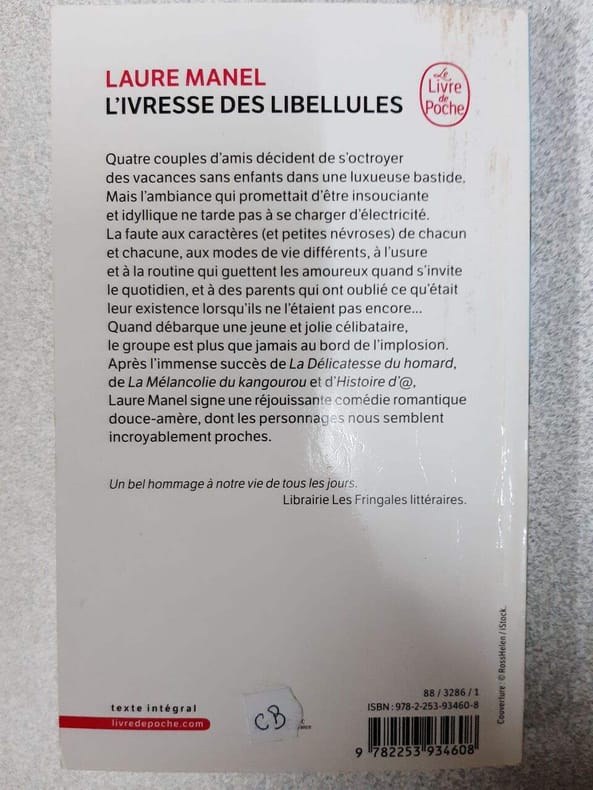 LAURE MANEL
L'IVRESSE DES LIBELLULES
Le
Livre
de
Poche
Quatre couples d'amis décident de s'octroyer
des vacances sans enfants dans une luxueuse bastide.
Mais l'ambiance qui promettait d'être insouciante
et idyllique ne tarde pas à se charger d'électricité.
La faute aux caractères (et petites névroses) de chacun
et chacune, aux modes de vie différents, à l'usure
et à la routine qui guettent les amoureux quand s'invite
le quotidien, et à des parents qui ont oublié ce qu'était
leur existence lorsqu'ils ne l'étaient pas encore...
Quand débarque une jeune et jolie célibataire,
le groupe est plus que jamais au bord de l'implosion.
Après l'immense succès de La Délicatesse du homard,
de La Mélancolie du kangourou et d'Histoire d'@,
Laure Manel signe une réjouissante comédie romantique
douce-amère, dont les personnages nous semblent
incroyablement proches.
Un bel hommage à notre vie de tous les jours.
Librairie Les Fringales littéraires.
Couverture : © RossHelen / iStock.
texte intégral
livredepoche.com
CB
88 / 3286 / 1
ISBN : 978-2-253-93460-8
9 782253 934608